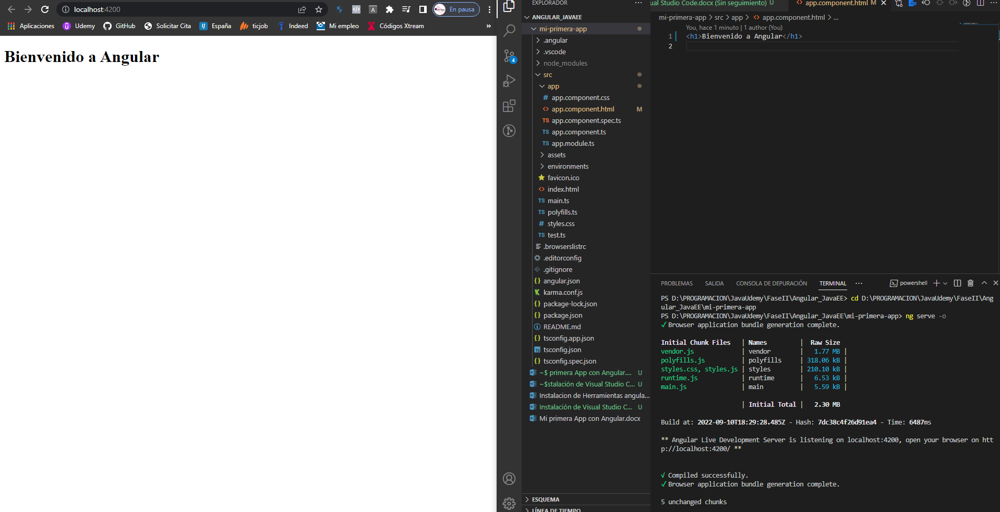 localhost:4200
En pausa
Aplicaciones
Udemy
GitHub
Solicitar Cita
España
ticjob
Indeed
Mi empleo
Códigos Xtream
»
Bienvenido a Angular
EXPLORADOR
ANGULAR_JAVAEE
mi-primera-app
.angular
.vscode
node_modules
src
app
app.component.css
app.component.html M
app.component.spec.ts
app.component.ts
app.module.ts
assets
environments
favicon.ico
index.html
main.ts
polyfills.ts
styles.css
test.ts
.browserslistrc
.editorconfig
.gitignore
angular.json
karma.conf.js
package-lock.json
package.json
README.md
tsconfig.app.json
tsconfig.json
tsconfig.spec.json
~$ primera App con Angular.... U
~$stalación de Visual Studio C... U
Instalacion de Herramientas angula...
Instalación de Visual Studio C... U
Mi primera App con Angular.docx
ESQUEMA
LÍNEA DE TIEMPO
4
ual Studio Code.docx (Sin seguimiento) U
app.component.html M
mi-primera-app > src > app > app.component.html > ...
You, hace 1 minuto | 1 author (You)
1 <h1>Bienvenido a Angular</h1>
2
PROBLEMAS SALIDA CONSOLA DE DEPURACIÓN TERMINAL ... powershell
PS D:\PROGRAMACION\JavaUdemy\FaseII\Angular_JavaEE> cd D:\PROGRAMACION\JavaUdemy\FaseII\Ang
ular_JavaEE\mi-primera-app
PS D:\PROGRAMACION\JavaUdemy\FaseII\Angular_JavaEE\mi-primera-app> ng serve -o
✓ Browser application bundle generation complete.
Initial Chunk Files | Names | Raw Size
vendor.js | vendor | 1.77 MB |
polyfills.js | polyfills | 318.06 kB |
styles.css, styles.js | styles | 210.10 kB |
runtime.js | runtime | 6.53 kB |
main.js | main | 5.59 kB |
| Initial Total | 2.30 MB
Build at: 2022-09-10T18:29:28.485Z - Hash: 7dc38c4f26d91ea4 - Time: 6487ms
** Angular Live Development Server is listening on localhost:4200, open your browser on htt
p://localhost:4200/ **
√ Compiled successfully.
✓ Browser application bundle generation complete.
5 unchanged chunks